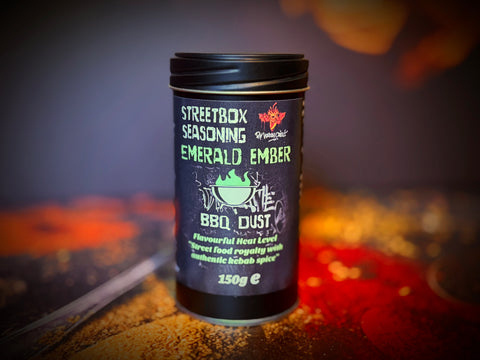 STREETBOX
SEASONING
EMERALD EMBER
BBQ DUST
Flavourful Heat Level
"Street food royalty with
authentic kebab spice"
150g e